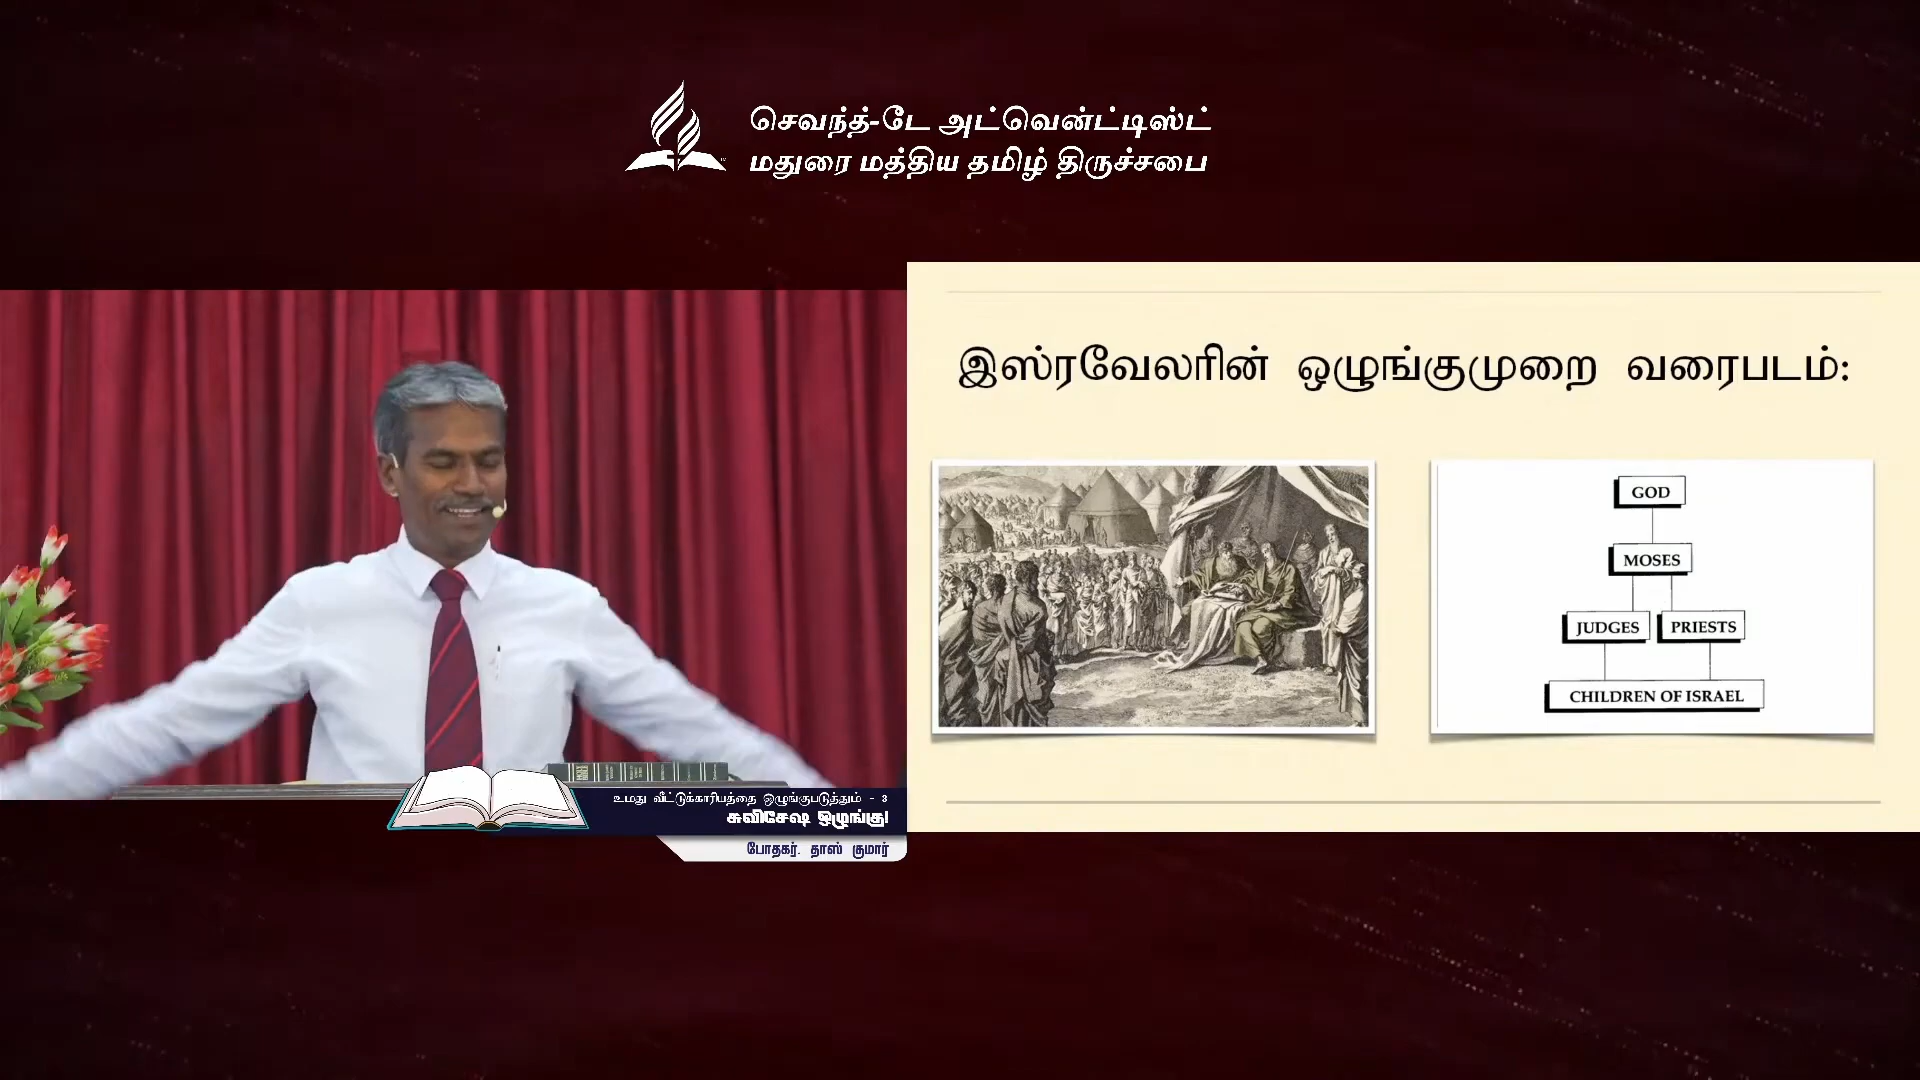 செவந்த்-டே அட்வென்ட்டிஸ்ட்
மதுரை மத்திய தமிழ் திருச்சபை
இஸ்ரவேலரின் ஒழுங்குமுறை வரைபடம்:
GOD
MOSES
JUDGES PRIESTS
CHILDREN OF ISRAEL
உமது வீட்டுக்காரியத்தை ஒழுங்குபடுத்தும் - 3
சுவிசேஷ ஒழுங்கு!
போதகர். தாஸ் குமார்